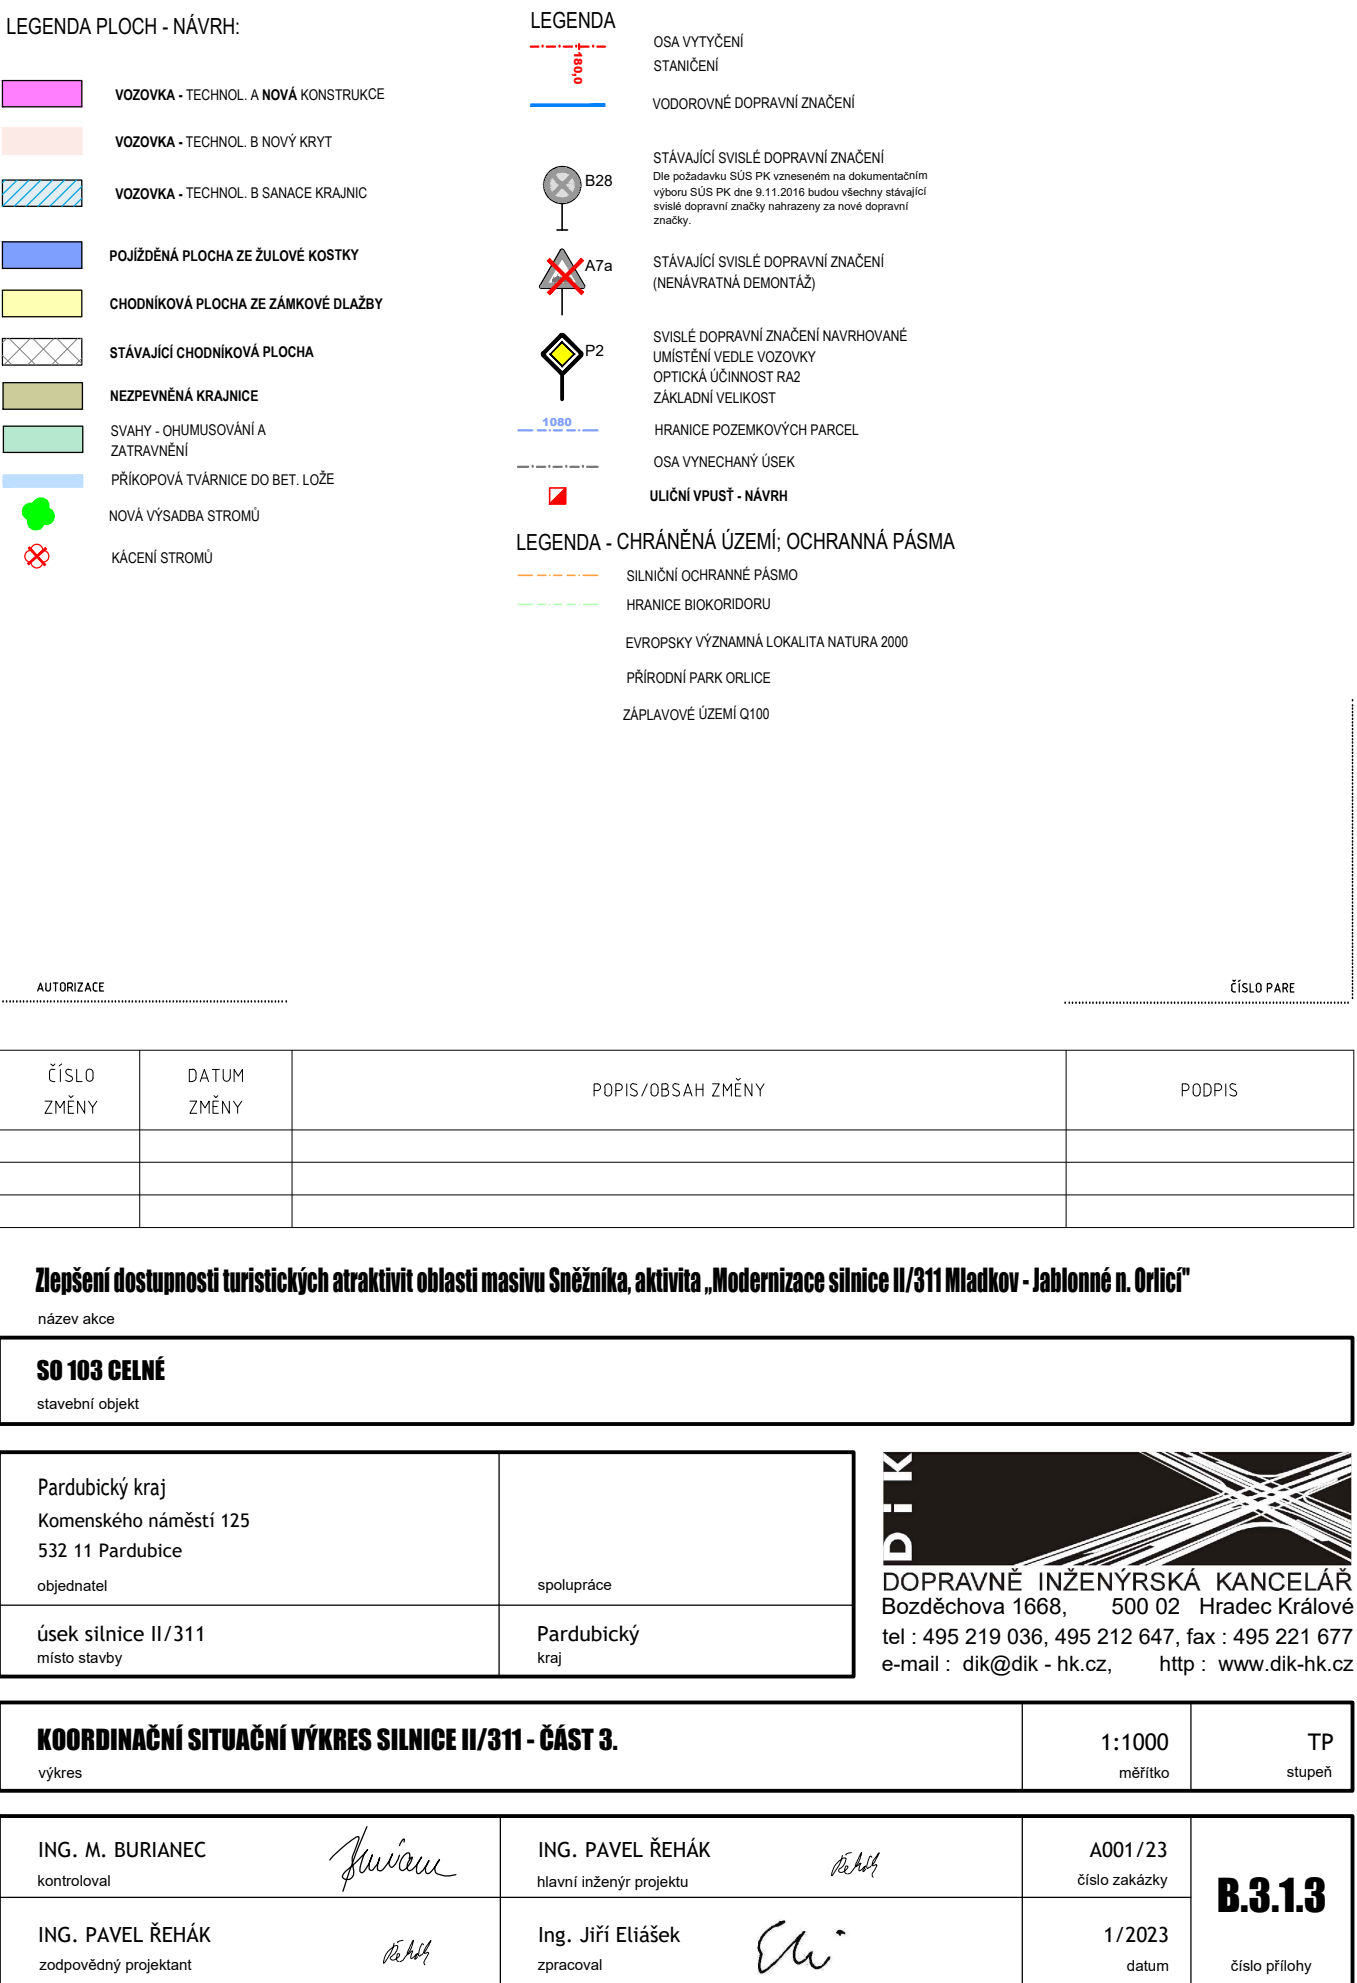 LEGENDA PLOCH - NÁVRH:
VOZOVKA - TECHNOL. A NOVÁ KONSTRUKCE
VOZOVKA - TECHNOL. B NOVÝ KRYT
VOZOVKA - TECHNOL. B SANACE KRAJNIC
POJÍŽDĚNÁ PLOCHA ZE ŽULOVÉ KOSTKY
CHODNÍKOVÁ PLOCHA ZE ZÁMKOVÉ DLAŽBY
STÁVAJÍCÍ CHODNÍKOVÁ PLOCHA
NEZPEVNĚNÁ KRAJNICE
SVAHY - OHUMUSOVÁNÍ A
ZATRAVNĚNÍ
PŘÍKOPOVÁ TVÁRNICE DO BET. LOŽE
NOVÁ VÝSADBA STROMŮ
KÁCENÍ STROMŮ
LEGENDA
180,0
OSA VYTYČENÍ
STANIČENÍ
VODOROVNÉ DOPRAVNÍ ZNAČENÍ
B28
STÁVAJÍCÍ SVISLÉ DOPRAVNÍ ZNAČENÍ
Dle požadavku SÚS PK vzneseném na dokumentačním
výboru SÚS PK dne 9.11.2016 budou všechny stávající
svislé dopravní značky nahrazeny za nové dopravní
značky.
A7a
STÁVAJÍCÍ SVISLÉ DOPRAVNÍ ZNAČENÍ
(NENÁVRATNÁ DEMONTÁŽ)
P2
SVISLÉ DOPRAVNÍ ZNAČENÍ NAVRHOVANÉ
UMÍSTĚNÍ VEDLE VOZOVKY
OPTICKÁ ÚČINNOST RA2
ZÁKLADNÍ VELIKOST
1080
HRANICE POZEMKOVÝCH PARCEL
OSA VYNECHANÝ ÚSEK
ULIČNÍ VPUSŤ - NÁVRH
LEGENDA - CHRÁNĚNÁ ÚZEMÍ; OCHRANNÁ PÁSMA
SILNIČNÍ OCHRANNÉ PÁSMO
HRANICE BIOKORIDORU
EVROPSKY VÝZNAMNÁ LOKALITA NATURA 2000
PŘÍRODNÍ PARK ORLICE
ZÁPLAVOVÉ ÚZEMÍ Q100
AUTORIZACE
ČÍSLO PARE
ČÍSLO ZMĚNY
DATUM ZMĚNY
POPIS/OBSAH ZMĚNY
PODPIS
Zlepšení dostupnosti turistických atraktivit oblasti masivu Sněžníka, aktivita „Modernizace silnice II/311 Mladkov - Jablonné n. Orlicí"
název akce
SO 103 CELNÉ
stavební objekt
Pardubický kraj
Komenského náměstí 125
532 11 Pardubice
objednatel
spolupráce
úsek silnice II/311
místo stavby
Pardubický
kraj
DiK
DOPRAVNĚ INŽENÝRSKÁ KANCELÁŘ
Bozděchova 1668, 500 02 Hradec Králové
tel : 495 219 036, 495 212 647, fax : 495 221 677
e-mail : dik@dik - hk.cz, http : www.dik-hk.cz
KOORDINAČNÍ SITUAČNÍ VÝKRES SILNICE II/311 - ČÁST 3.
výkres
1:1000
měřítko
TP
stupeň
ING. M. BURIANEC
kontroloval
ING. PAVEL ŘEHÁK
hlavní inženýr projektu
Řehák
A001/23
číslo zakázky
B.3.1.3
číslo přílohy
ING. PAVEL ŘEHÁK
zodpovědný projektant
Řehák
Ing. Jiří Eliášek
zpracoval
1/2023
datum